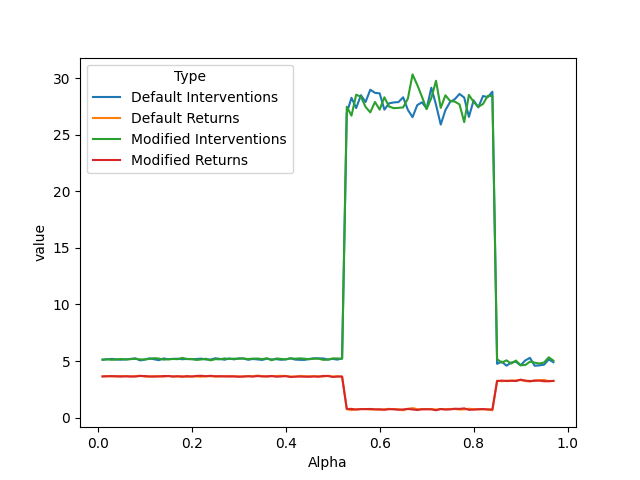 Type
Default Interventions
Default Returns
Modified Interventions
Modified Returns
30
25
20
15
10
5
0
value
0.0 0.2 0.4 0.6 0.8 1.0
Alpha